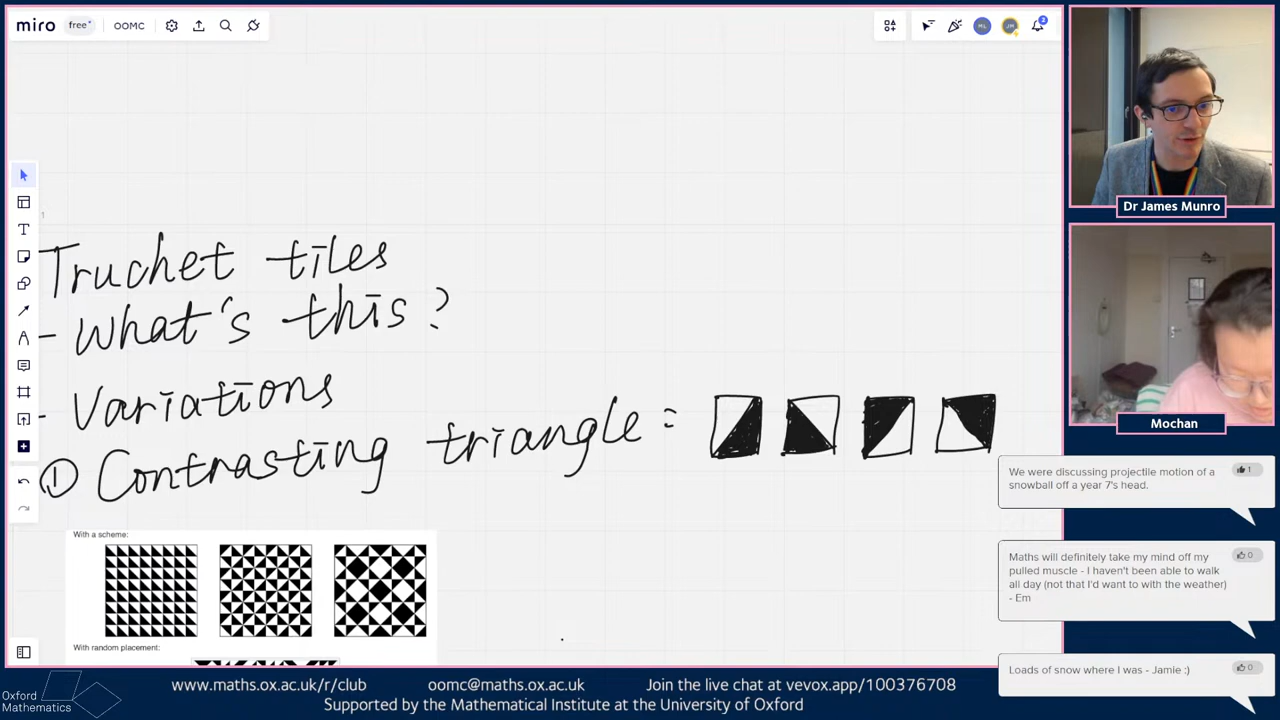 miro free OOMC
2
ML JM
1
Truchet tiles
- What's this?
- Variations
① Contrasting triangle:
With a scheme:
With random placement:
Dr James Munro
Mochan
We were discussing projectile motion of a
snowball off a year 7's head.
1
Maths will definitely take my mind off my
pulled muscle - I haven't been able to walk
all day (not that I'd want to with the weather)
- Em
0
Loads of snow where I was - Jamie :)
0
Oxford
Mathematics
www.maths.ox.ac.uk/r/club oomc@maths.ox.ac.uk Join the live chat at vevox.app/100376708
Supported by the Mathematical Institute at the University of Oxford